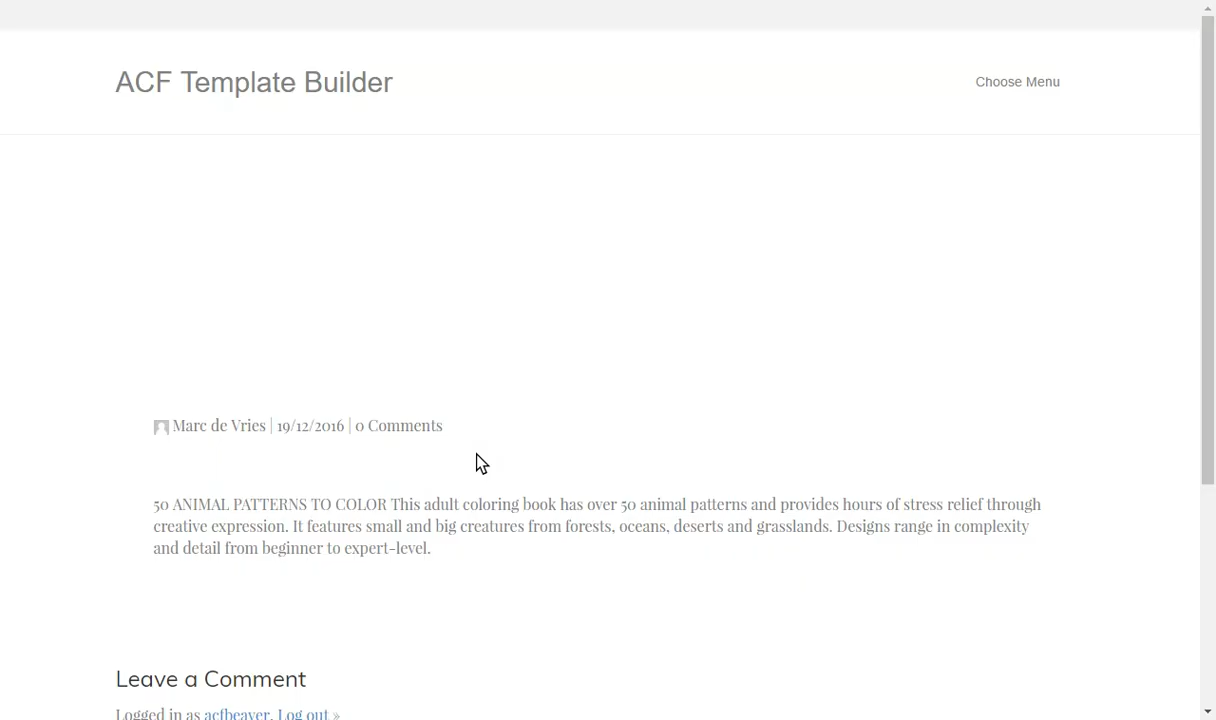 ACF Template Builder
Choose Menu
Marc de Vries | 19/12/2016 | 0 Comments
50 ANIMAL PATTERNS TO COLOR This adult coloring book has over 50 animal patterns and provides hours of stress relief through
creative expression. It features small and big creatures from forests, oceans, deserts and grasslands. Designs range in complexity
and detail from beginner to expert-level.
Leave a Comment
Logged in as acfbeaver. Log out »